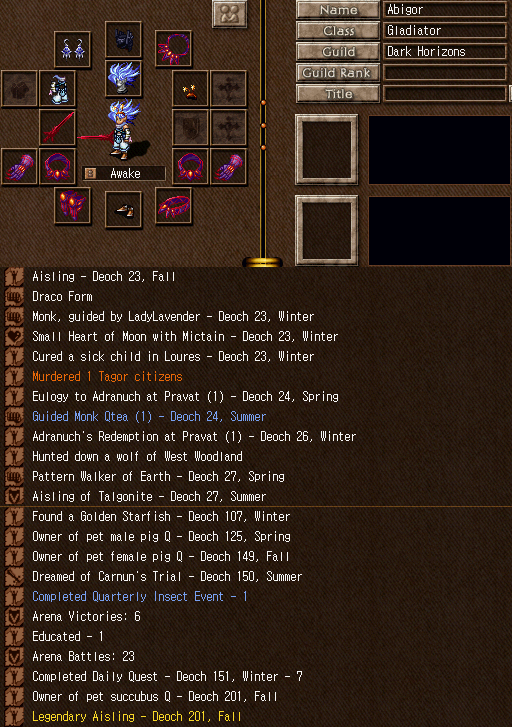 Name Abigor
Class Gladiator
Guild Dark Horizons
Guild Rank
Title
Awake
Aisling - Deoch 23, Fall
Draco Form
Monk, guided by LadyLavender - Deoch 23, Winter
Small Heart of Moon with Mictain - Deoch 23, Winter
Cured a sick child in Loures - Deoch 23, Winter
Murdered 1 Tagor citizens
Eulogy to Adranuch at Pravat (1) - Deoch 24, Spring
Guided Monk Qtea (1) - Deoch 24, Summer
Adranuch's Redemption at Pravat (1) - Deoch 26, Winter
Hunted down a wolf of West Woodland
Pattern Walker of Earth - Deoch 27, Spring
Aisling of Talgonite - Deoch 27, Summer
Found a Golden Starfish - Deoch 107, Winter
Owner of pet male pig Q - Deoch 125, Spring
Owner of pet female pig Q - Deoch 149, Fall
Dreamed of Carnun's Trial - Deoch 150, Summer
Completed Quarterly Insect Event - 1
Arena Victories: 6
Educated - 1
Arena Battles: 23
Completed Daily Quest - Deoch 151, Winter - 7
Owner of pet succubus Q - Deoch 201, Fall
Legendary Aisling - Deoch 201, Fall